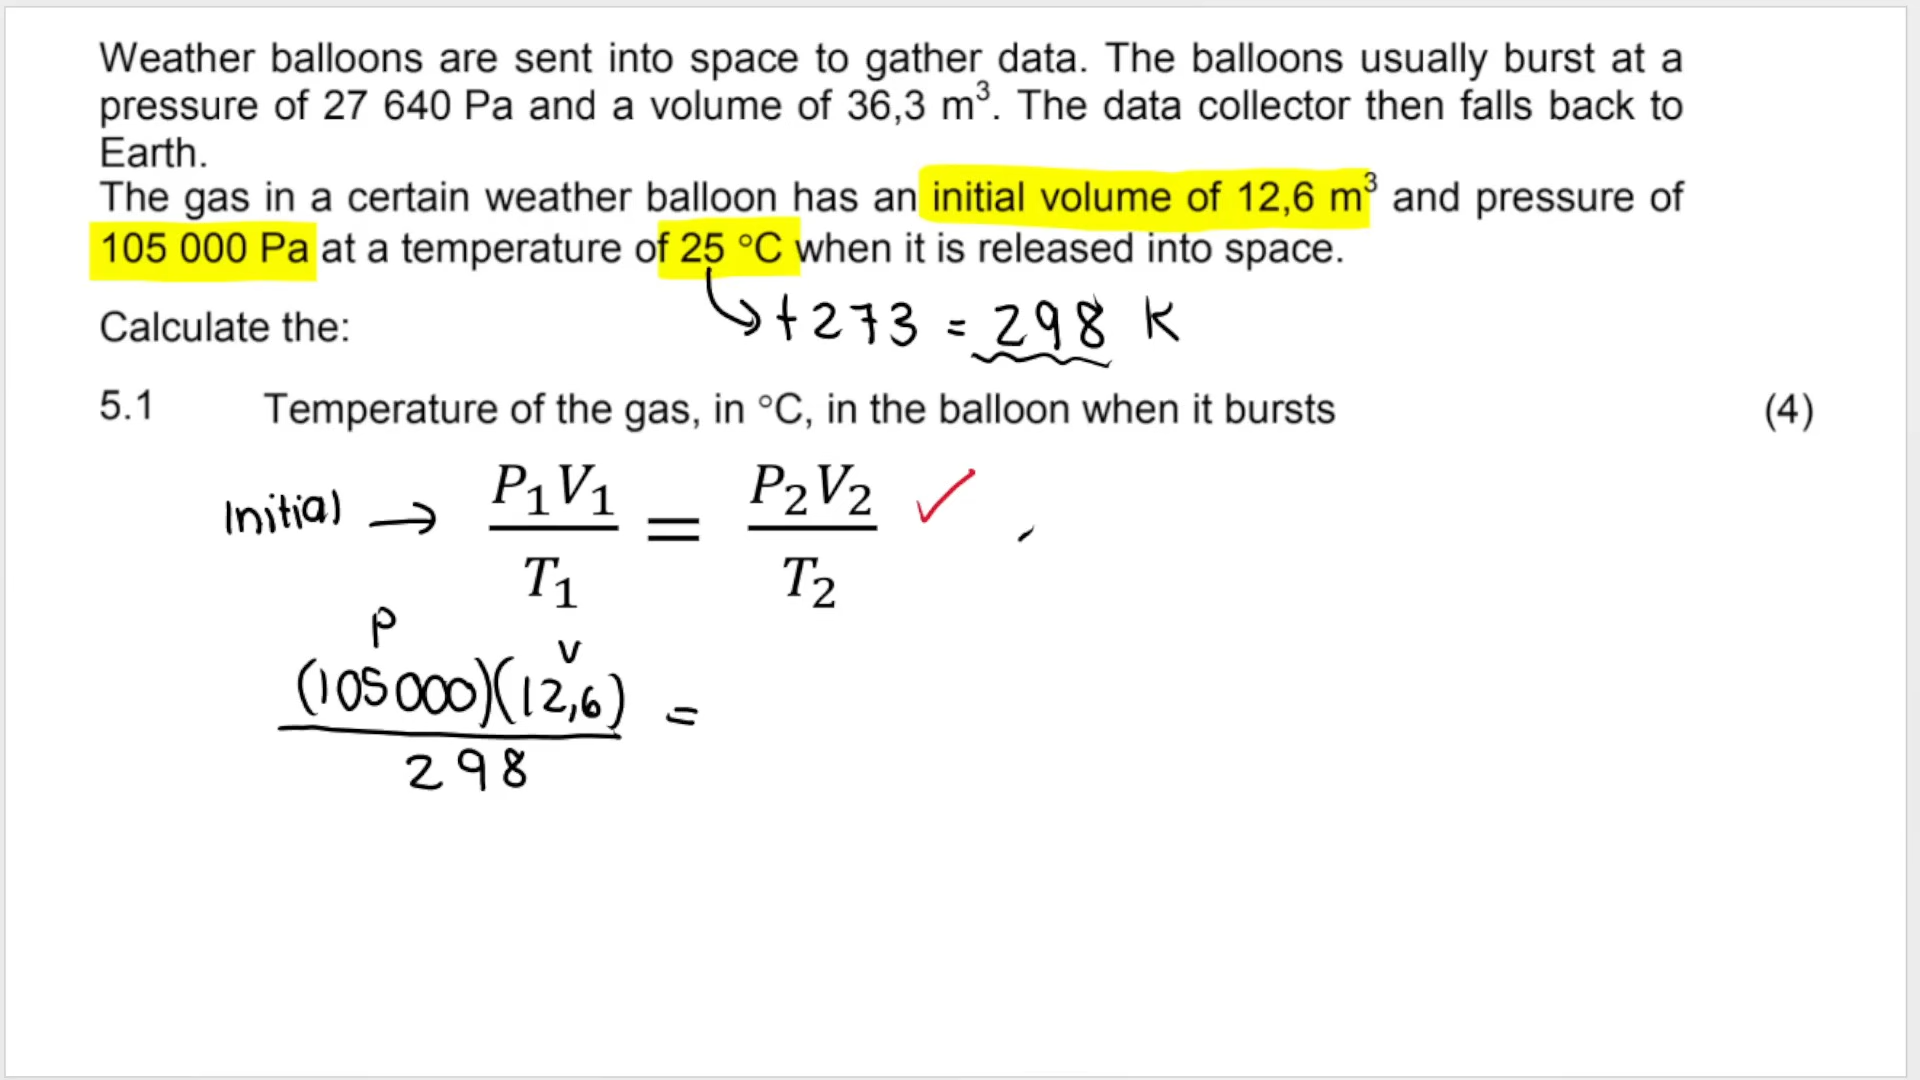 Weather balloons are sent into space to gather data. The balloons usually burst at a
pressure of 27 640 Pa and a volume of 36,3 m³. The data collector then falls back to
Earth.
The gas in a certain weather balloon has an initial volume of 12,6 m³ and pressure of
105 000 Pa at a temperature of 25 °C when it is released into space.
+273 = 298 K
Calculate the:
5.1 Temperature of the gas, in °C, in the balloon when it bursts (4)
Initial → P₁V₁ / T₁ = P₂V₂ / T₂ ✓
P V
(105000)(12,6) =
298